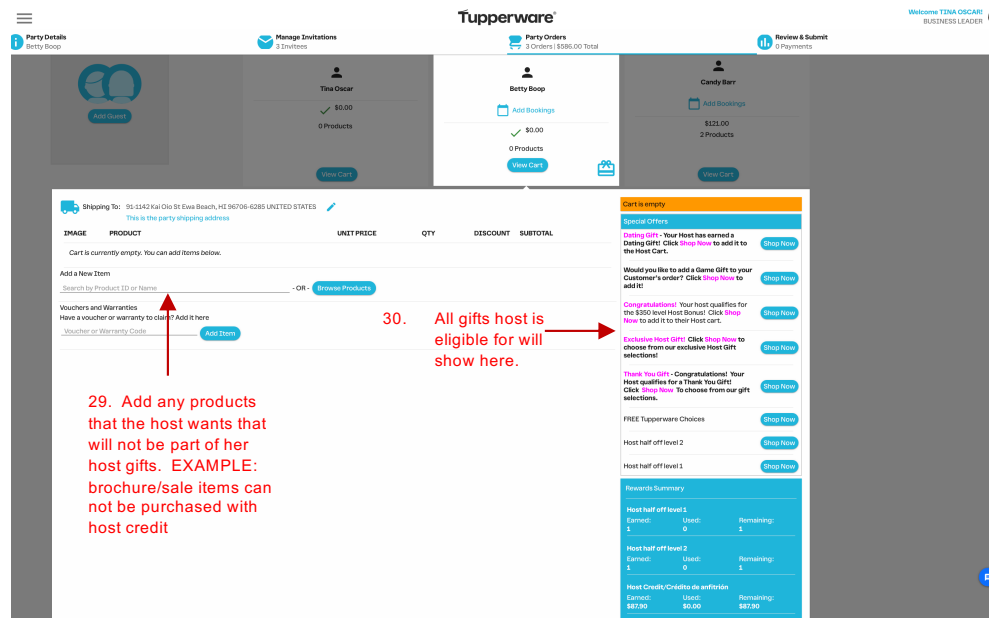 Tupperware®
Welcome TINA OSCAR!
BUSINESS LEADER
Party Details
Betty Boop
Manage Invitations
3 Invitees
Party Orders
3 Orders | $586.00 Total
Review & Submit
0 Payments
Add Guest
Tina Oscar
$0.00
0 Products
View Cart
Betty Boop
Add Bookings
$0.00
0 Products
View Cart
Candy Barr
Add Bookings
$121.00
2 Products
View Cart
Shipping To: 91-1142 Kai Oio St Ewa Beach, HI 96706-6285 UNITED STATES
This is the party shipping address
IMAGE PRODUCT UNIT PRICE QTY DISCOUNT SUBTOTAL
Cart is currently empty. You can add items below.
Add a New Item
Search by Product ID or Name - OR - Browse Products
Vouchers and Warranties
Have a voucher or warranty to claim? Add it here
Voucher or Warranty Code Add Item
29. Add any products
that the host wants that
will not be part of her
host gifts. EXAMPLE:
brochure/sale items can
not be purchased with
host credit
30. All gifts host is
eligible for will
show here.
Cart is empty
Special Offers
Dating Gift - Your Host has earned a
Dating Gift! Click Shop Now to add it to
the Host Cart.
Shop Now
Would you like to add a Game Gift to your
Customer's order? Click Shop Now to
add it!
Shop Now
Congratulations! Your host qualifies for
the $350 level Host Bonus! Click Shop
Now to add it to their Host cart.
Shop Now
Exclusive Host Gift! Click Shop Now to
choose from our exclusive Host Gift
selections!
Shop Now
Thank You Gift - Congratulations! Your
Host qualifies for a Thank You Gift!
Click Shop Now To choose from our gift
selections.
Shop Now
FREE Tupperware Choices Shop Now
Host half off level 2 Shop Now
Host half off level 1 Shop Now
Rewards Summary
Host half off level 1
Earned: Used: Remaining:
1 0 1
Host half off level 2
Earned: Used: Remaining:
1 0 1
Host Credit/Crédito de anfitrión
Earned: Used: Remaining:
$87.90 $0.00 $87.90